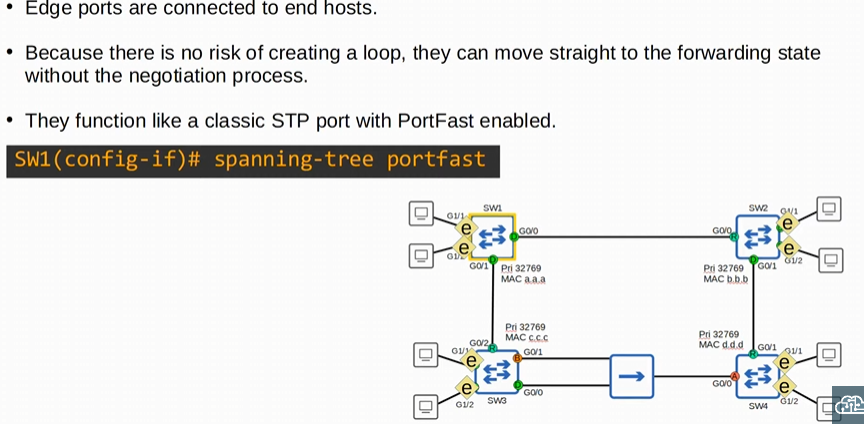 • Edge ports are connected to end hosts.
• Because there is no risk of creating a loop, they can move straight to the forwarding state
without the negotiation process.
• They function like a classic STP port with PortFast enabled.
SW1(config-if)# spanning-tree portfast
SW1
SW2
G1/1
G1/1
e
G0/0
D
G0/0
R
e
e
e
G1/2
G0/1
D
Pri 32769
MAC a.a.a
Pri 32769
MAC b.b.b
D
G0/1
G1/2
Pri 32769
MAC c.c.c
Pri 32769
MAC d.d.d
G1/1
G0/2
R
B
G0/1
R
G0/1
G1/1
e
e
e
D
G0/0
G0/0
A
e
G1/2
SW3
SW4
G1/2